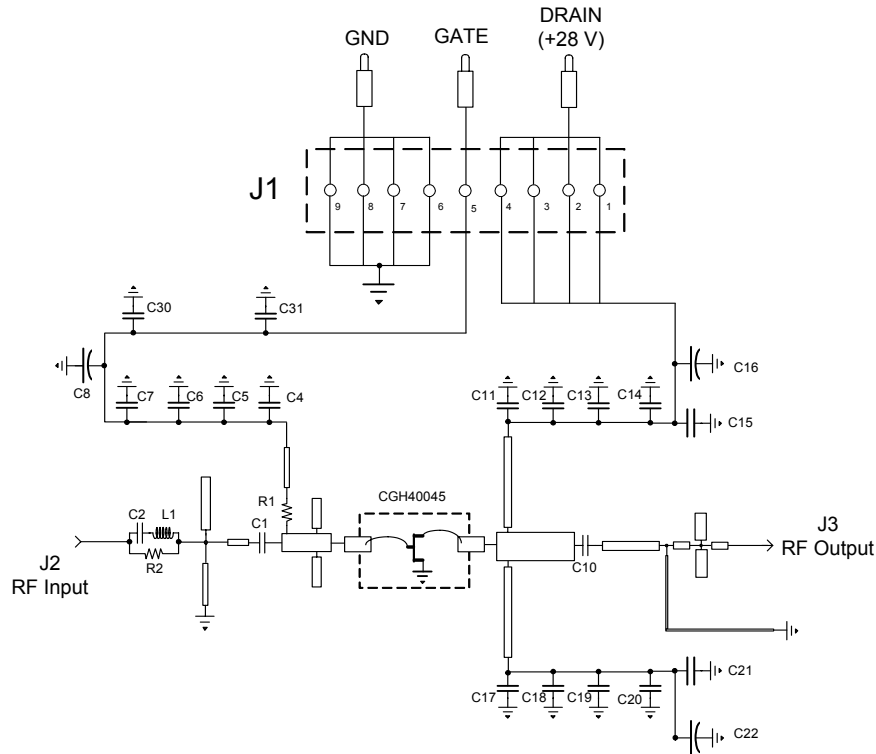 DRAIN
(+28 V)
GND
GATE
J1
9
8
7
6
5
4
3
2
1
C30
C31
C8
C7
C6
C5
C4
C11
C12
C13
C14
C16
C15
R1
CGH40045
C2
L1
R2
C1
C10
J2
RF Input
J3
RF Output
C17
C18
C19
C20
C21
C22